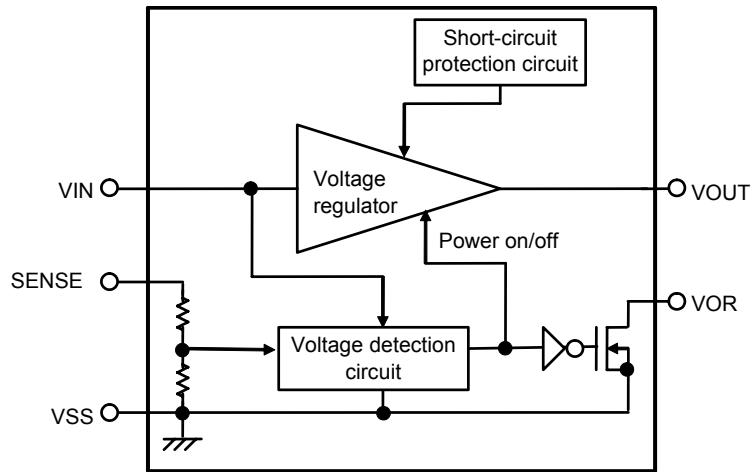 Short-circuit
protection circuit
VIN
Voltage
regulator
VOUT
Power on/off
SENSE
VOR
Voltage detection
circuit
VSS